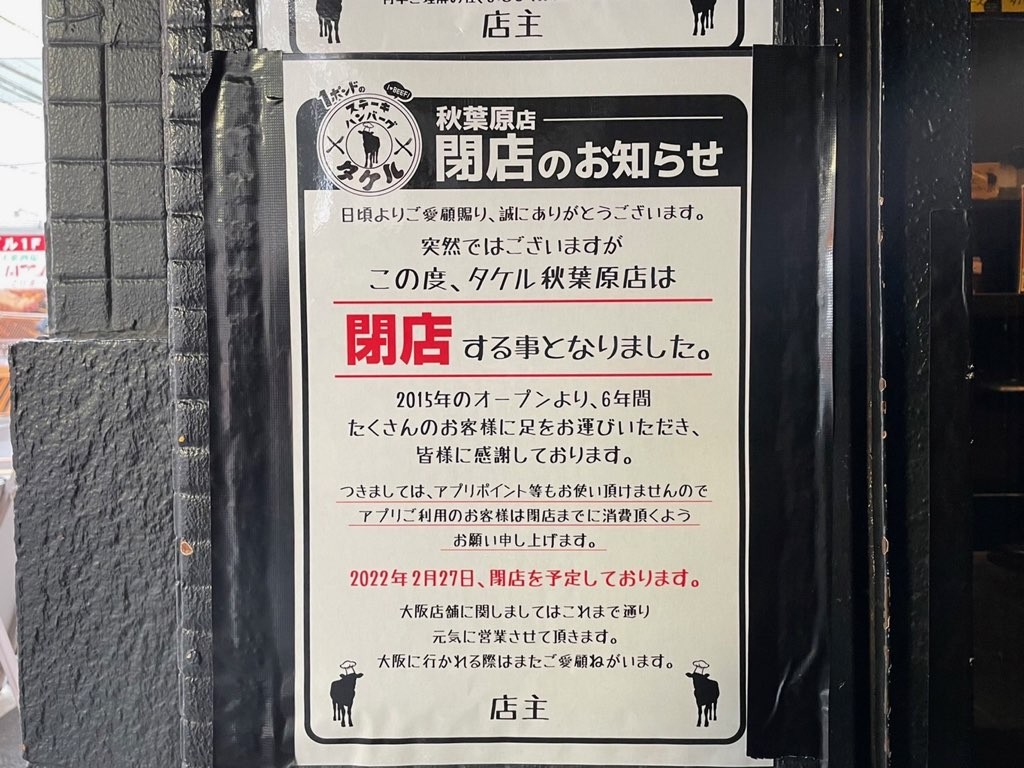 店主
1ポンドの
I♥BEEF!
ステーキ
ハンバーグ
タケル
秋葉原店
閉店のお知らせ
日頃よりご愛顧賜り、誠にありがとうございます。
突然ではございますが
この度、タケル秋葉原店は
閉店する事となりました。
2015年のオープンより、6年間
たくさんのお客様に足をお運びいただき、
皆様に感謝しております。
つきましては、アプリポイント等もお使い頂けませんので
アプリご利用のお客様は閉店までに消費頂くよう
お願い申し上げます。
2022年2月27日、閉店を予定しております。
大阪店舗に関しましてはこれまで通り
元気に営業させて頂きます。
大阪に行かれる際はまたご愛顧ねがいます。
店主
ル1F